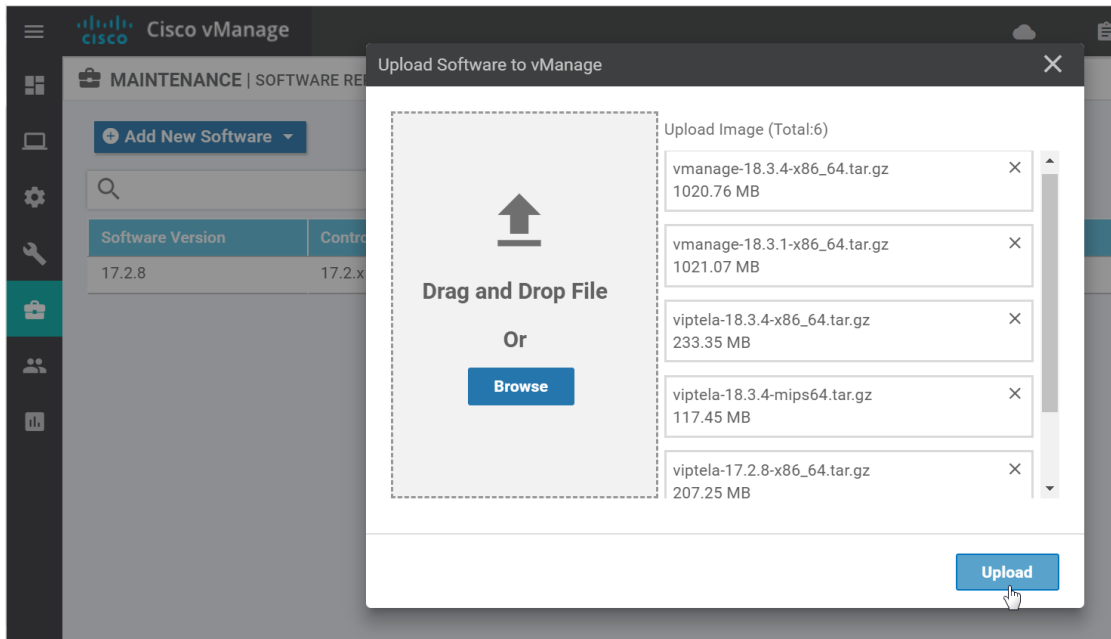 CISCO Cisco vManage
MAINTENANCE | SOFTWARE RE
Add New Software
Software Version Contro
17.2.8 17.2.x
Upload Software to vManage
Drag and Drop File
Or
Browse
Upload Image (Total:6)
vmanage-18.3.4-x86_64.tar.gz
1020.76 MB
vmanage-18.3.1-x86_64.tar.gz
1021.07 MB
viptela-18.3.4-x86_64.tar.gz
233.35 MB
viptela-18.3.4-mips64.tar.gz
117.45 MB
viptela-17.2.8-x86_64.tar.gz
207.25 MB
Upload